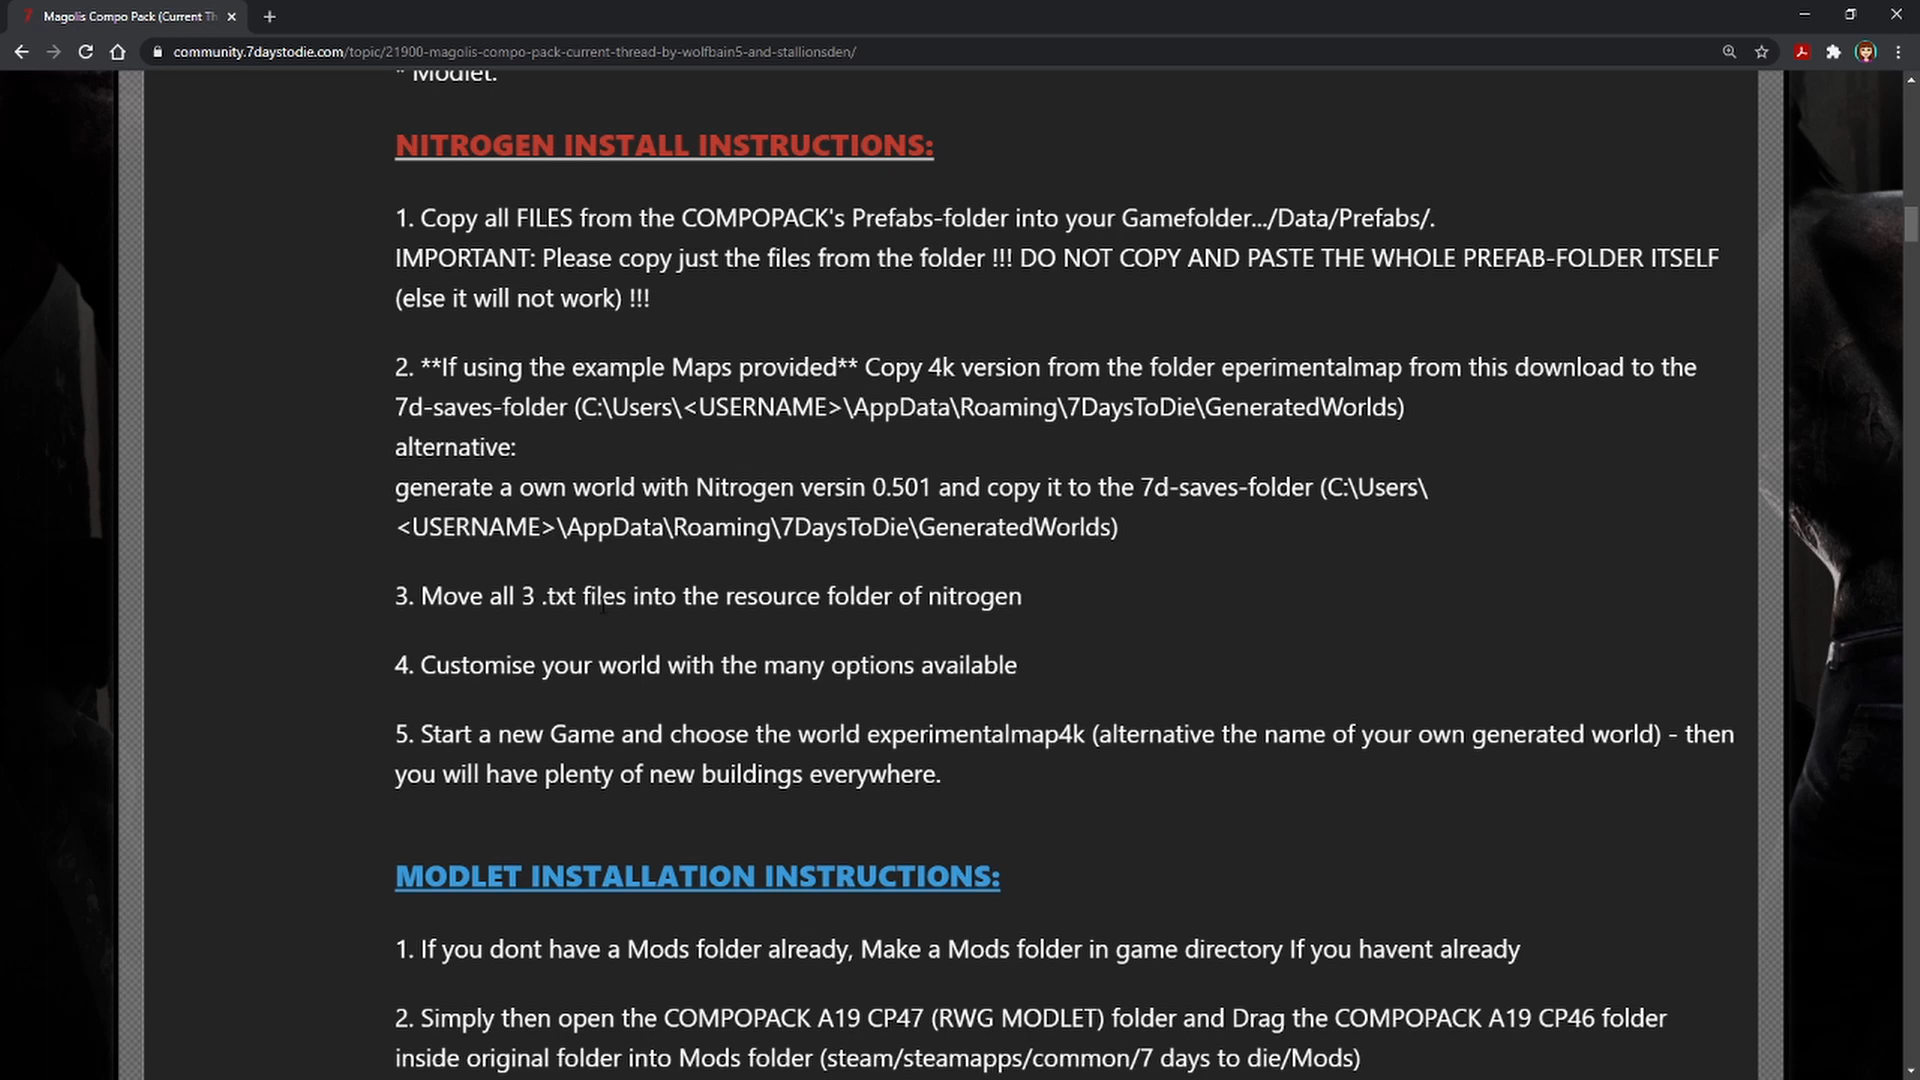 Magolis Compo Pack (Current Th
community.7daystodie.com/topic/21900-magolis-compo-pack-current-thread-by-wolfbain5-and-stallionsden/
* Modlet.
NITROGEN INSTALL INSTRUCTIONS:
1. Copy all FILES from the COMPOPACK's Prefabs-folder into your Gamefolder.../Data/Prefabs/.
IMPORTANT: Please copy just the files from the folder !!! DO NOT COPY AND PASTE THE WHOLE PREFAB-FOLDER ITSELF
(else it will not work) !!!
2. **If using the example Maps provided** Copy 4k version from the folder eperimentalmap from this download to the
7d-saves-folder (C:\Users\<USERNAME>\AppData\Roaming\7DaysToDie\GeneratedWorlds)
alternative:
generate a own world with Nitrogen versin 0.501 and copy it to the 7d-saves-folder (C:\Users\
<USERNAME>\AppData\Roaming\7DaysToDie\GeneratedWorlds)
3. Move all 3 .txt files into the resource folder of nitrogen
4. Customise your world with the many options available
5. Start a new Game and choose the world experimentalmap4k (alternative the name of your own generated world) - then
you will have plenty of new buildings everywhere.
MODLET INSTALLATION INSTRUCTIONS:
1. If you dont have a Mods folder already, Make a Mods folder in game directory If you havent already
2. Simply then open the COMPOPACK A19 CP47 (RWG MODLET) folder and Drag the COMPOPACK A19 CP46 folder
inside original folder into Mods folder (steam/steamapps/common/7 days to die/Mods)